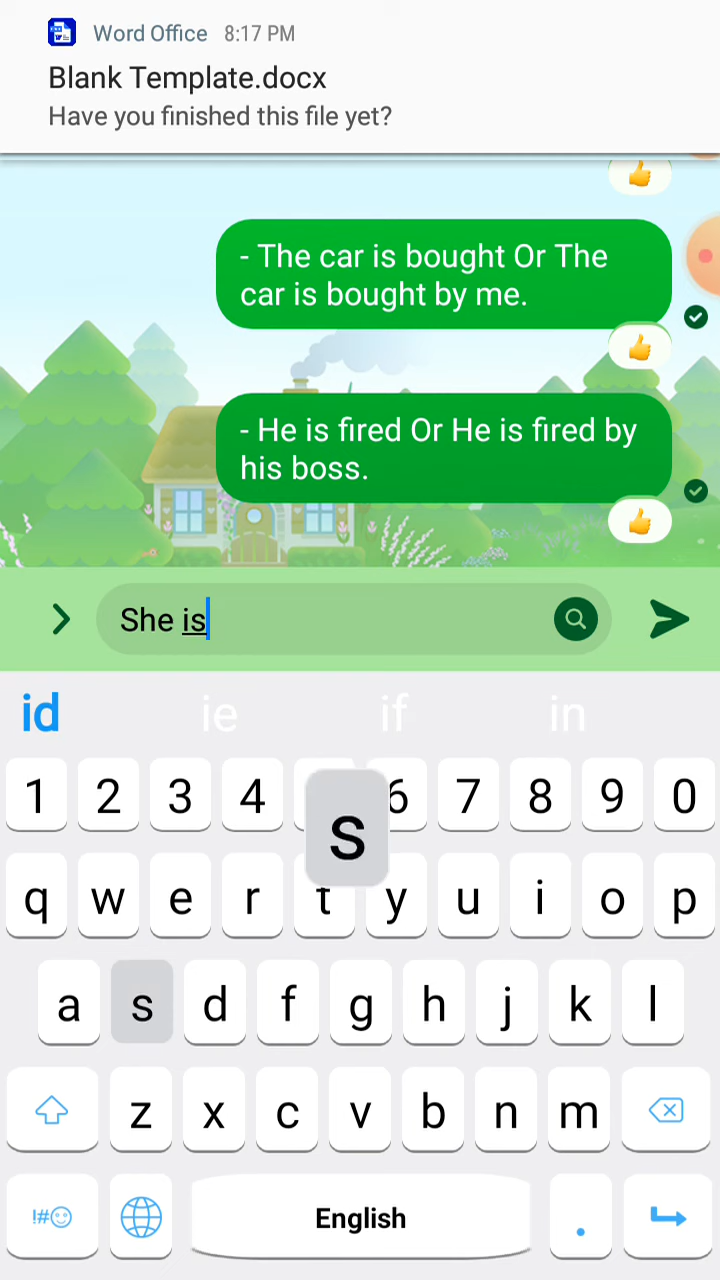 Word Office 8:17 PM
Blank Template.docx
Have you finished this file yet?
👍
- The car is bought Or The
car is bought by me.
👍
- He is fired Or He is fired by
his boss.
👍
She is
id ie if in
1 2 3 4 6 7 8 9 0
s
q w e r t y u i o p
a s d f g h j k l
z x c v b n m
!#☺ English .